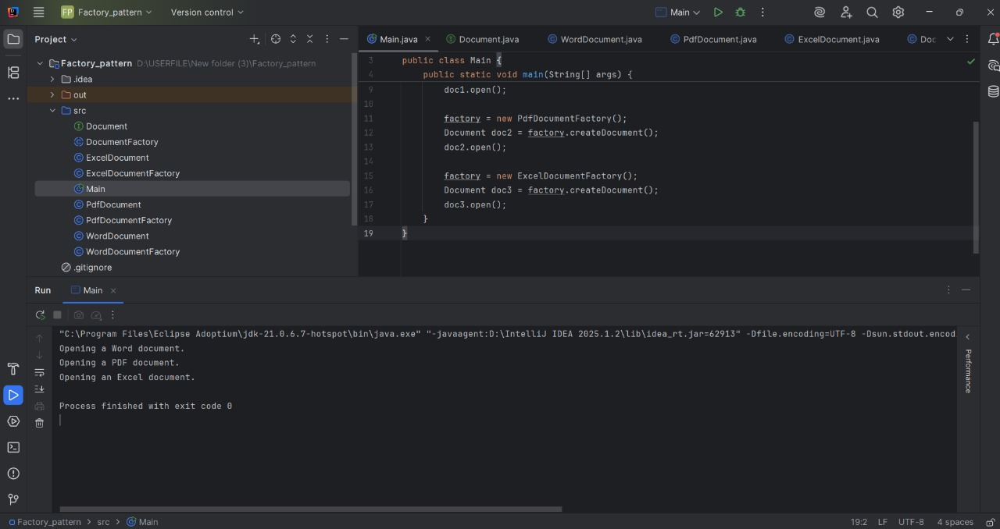 FP Factory_pattern Version control Main
Project
Main.java Document.java WordDocument.java PdfDocument.java ExcelDocument.java Doc
Factory_pattern D:\USERFILE\New folder (3)\Factory_pattern
.idea
out
src
Document
DocumentFactory
ExcelDocument
ExcelDocumentFactory
Main
PdfDocument
PdfDocumentFactory
WordDocument
WordDocumentFactory
.gitignore
3 public class Main {
4 public static void main(String[] args) {
9 doc1.open();
10
11 factory = new PdfDocumentFactory();
12 Document doc2 = factory.createDocument();
13 doc2.open();
14
15 factory = new ExcelDocumentFactory();
16 Document doc3 = factory.createDocument();
17 doc3.open();
18 }
19 }
Run Main
"C:\Program Files\Eclipse Adoptium\jdk-21.0.6.7-hotspot\bin\java.exe" "-javaagent:D:\IntelliJ IDEA 2025.1.2\lib\idea_rt.jar=62913" -Dfile.encoding=UTF-8 -Dsun.stdout.encod
Opening a Word document.
Opening a PDF document.
Opening an Excel document.
Process finished with exit code 0
Performance
Factory_pattern > src > Main
19:2 LF UTF-8 4 spaces